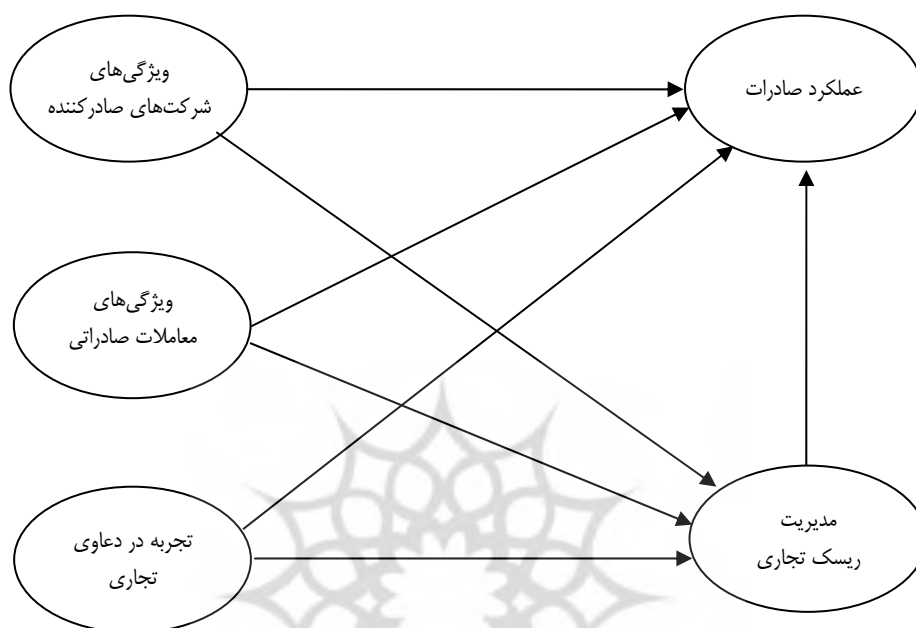 ویژگی‌های
شرکت‌های صادرکننده
عملکرد صادرات
ویژگی‌های
معاملات صادراتی
تجربه در دعاوی
تجاری
مدیریت
ریسک تجاری